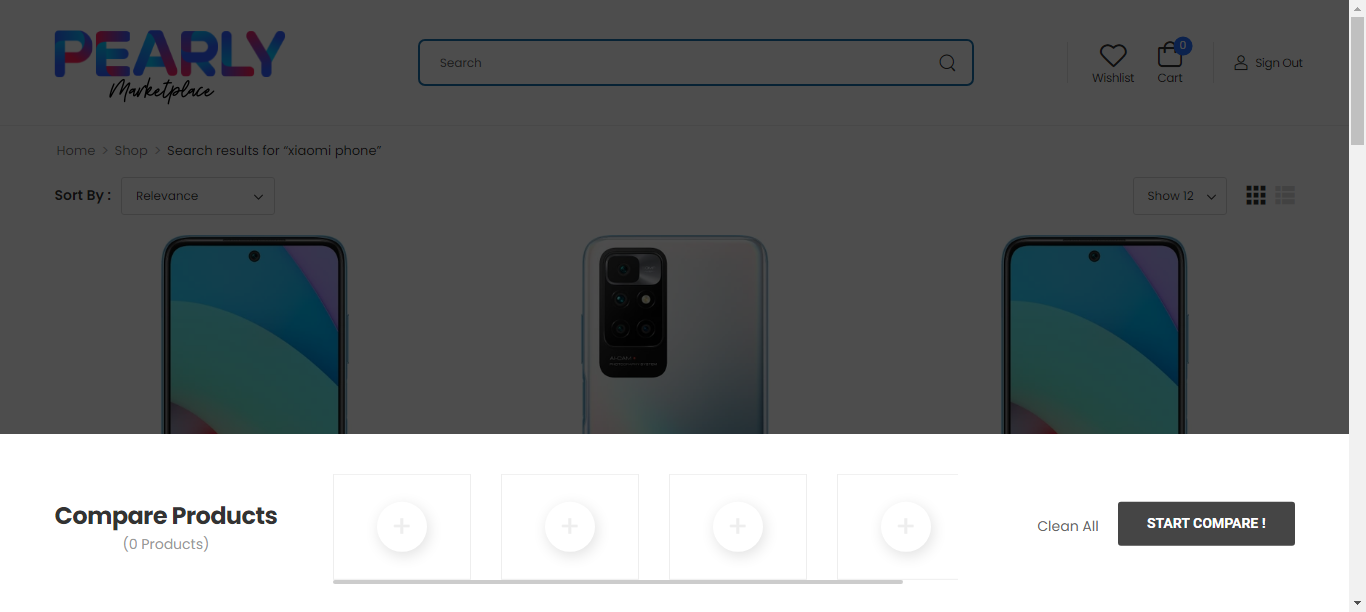 PEARLY
Marketplace
Search
0
Wishlist
Cart
Sign Out
Home > Shop > Search results for “xiaomi phone”
Sort By :
Relevance
Show 12
Compare Products
(0 Products)
Clean All
START COMPARE !